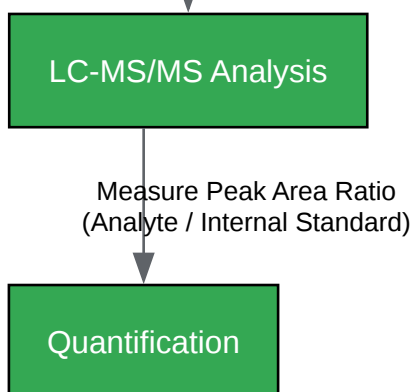 LC-MS/MS Analysis
Measure Peak Area Ratio
(Analyte / Internal Standard)
Quantification